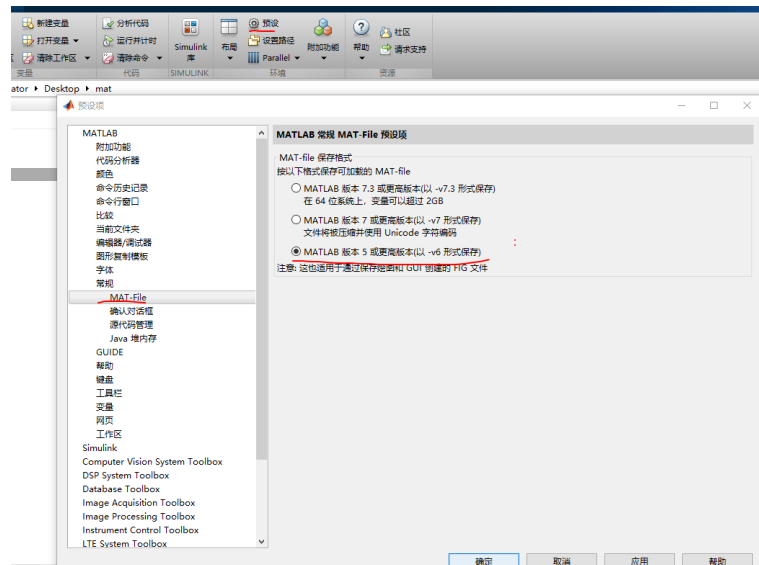 新建变量 分析代码 预设 社区
打开变量 运行并计时 Simulink 布局 设置路径 附加功能 帮助 请求支持
清除工作区 清除命令 库 Parallel
变量 代码 SIMULINK 环境 资源
ator Desktop mat
预设项
MATLAB
附加功能
代码分析器
颜色
命令历史记录
命令行窗口
比较
当前文件夹
编辑器/调试器
图形复制模板
字体
常规
MAT-File
确认对话框
源代码管理
Java 堆内存
GUIDE
帮助
键盘
工具栏
变量
网页
工作区
Simulink
Computer Vision System Toolbox
DSP System Toolbox
Database Toolbox
Image Acquisition Toolbox
Image Processing Toolbox
Instrument Control Toolbox
LTE System Toolbox
MATLAB 常规 MAT-File 预设项
MAT-file 保存格式
按以下格式保存可加载的 MAT-file
MATLAB 版本 7.3 或更高版本(以 -v7.3 形式保存)
在 64 位系统上，变量可以超过 2GB
MATLAB 版本 7 或更高版本(以 -v7 形式保存)
文件将被压缩并使用 Unicode 字符编码
MATLAB 版本 5 或更高版本(以 -v6 形式保存)
注意: 这也适用于通过保存绘图和 GUI 创建的 FIG 文件
确定 取消 应用 帮助